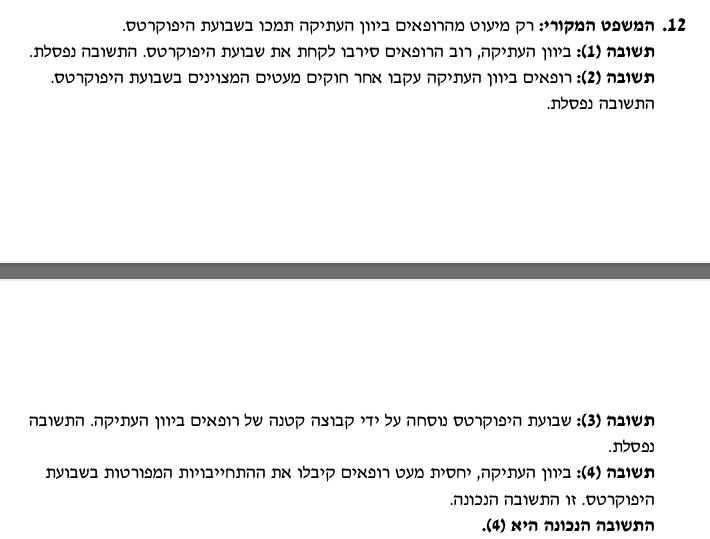 12. המשפט המקורי: רק מיעוט מהרופאים ביוון העתיקה תמכו בשבועת היפוקרטס.
תשובה (1): ביוון העתיקה, רוב הרופאים סירבו לקחת את שבועת היפוקרטס. התשובה נפסלת.
תשובה (2): רופאים ביוון העתיקה עקבו אחר חוקים מעטים המצוינים בשבועת היפוקרטס.
התשובה נפסלת.
תשובה (3): שבועת היפוקרטס נוסחה על ידי קבוצה קטנה של רופאים ביוון העתיקה. התשובה
נפסלת.
תשובה (4): ביוון העתיקה, יחסית מעט רופאים קיבלו את ההתחייבויות המפורטות בשבועת
היפוקרטס. זו התשובה הנכונה.
התשובה הנכונה היא (4).